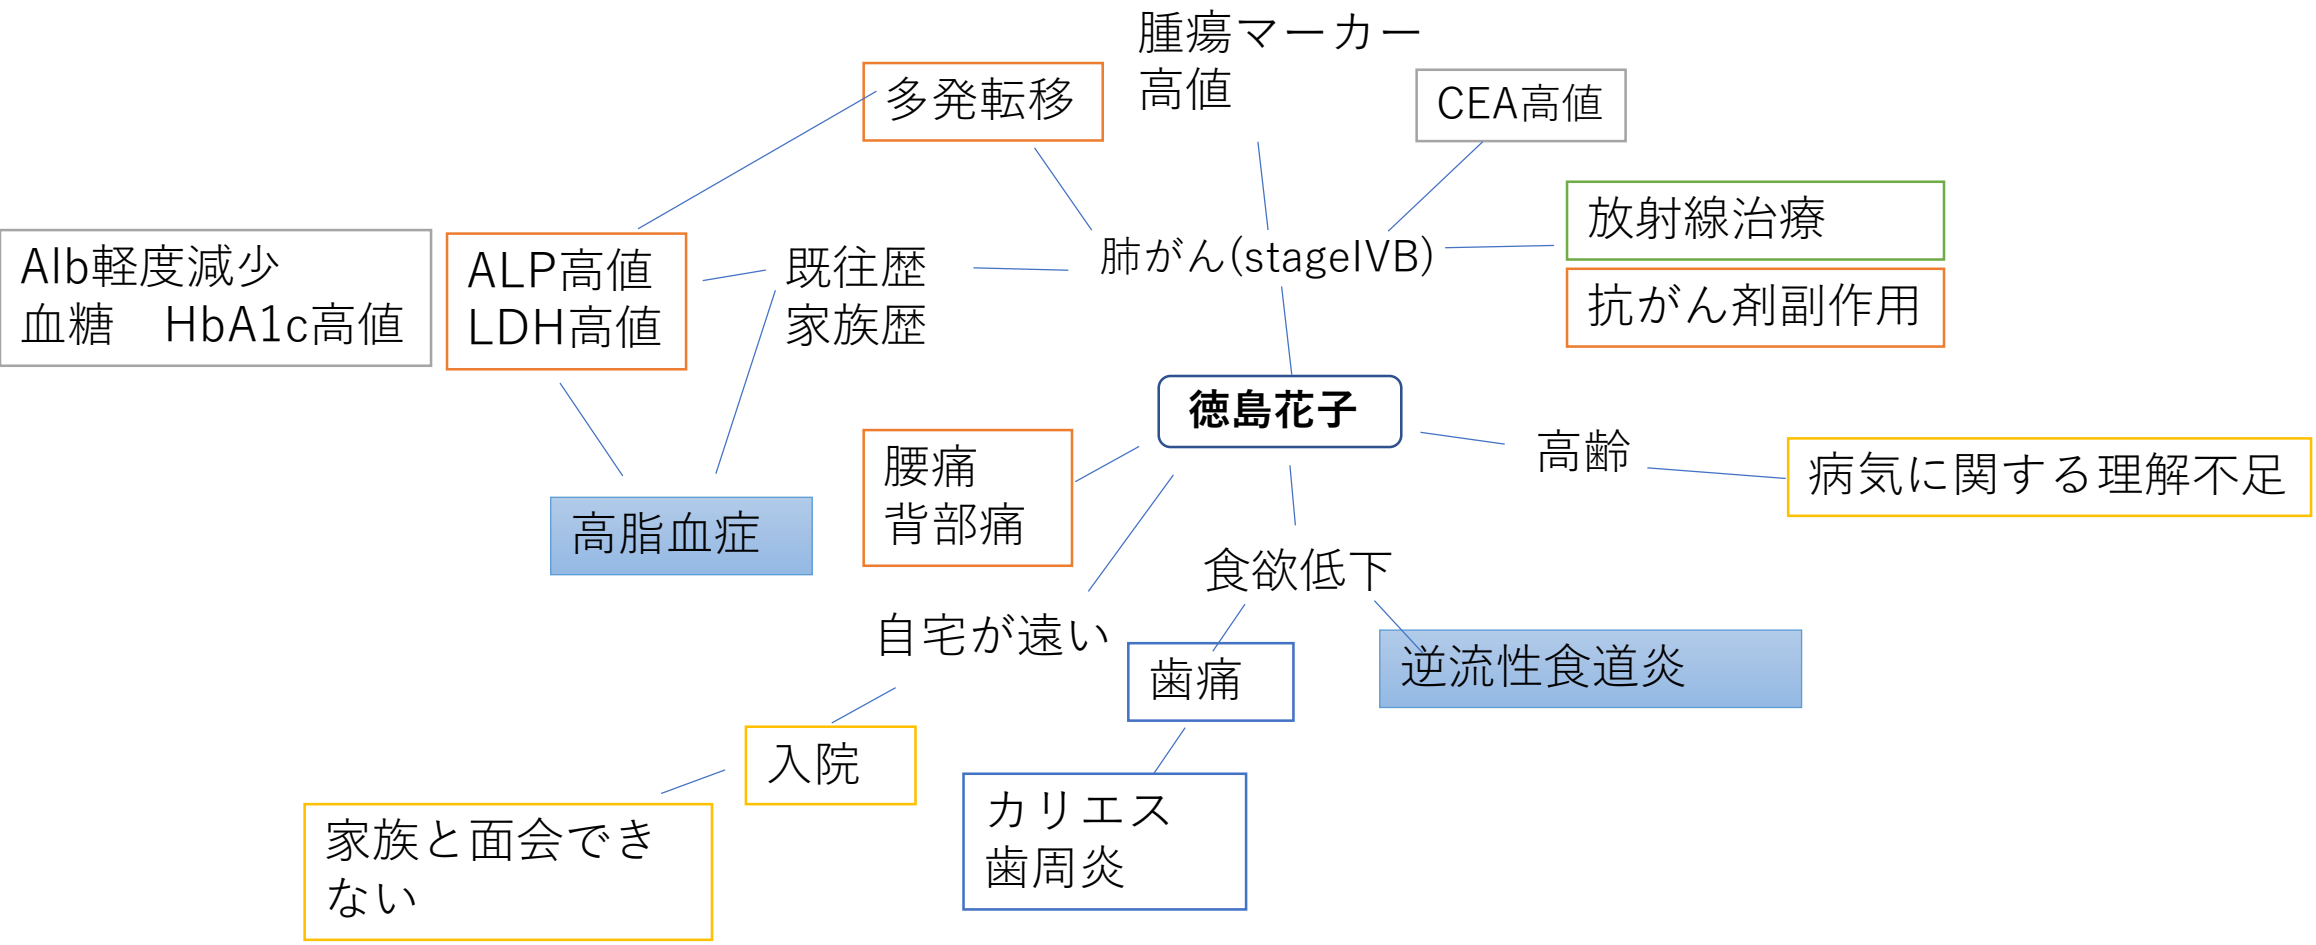 腫瘍マーカー
高値
多発転移
CEA高値
放射線治療
Alb軽度減少
血糖　HbA1c高値
ALP高値
LDH高値
既往歴
家族歴
肺がん(stageIVB)
抗がん剤副作用
徳島花子
腰痛
背部痛
高齢
病気に関する理解不足
高脂血症
食欲低下
自宅が遠い
歯痛
逆流性食道炎
入院
カリエス
歯周炎
家族と面会でき
ない